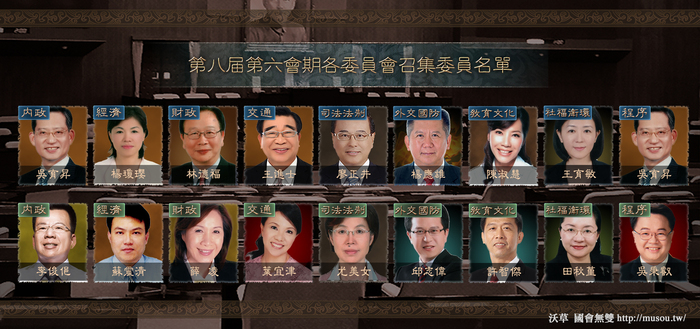 第八屆第六會期各委員會召集委員名單
內政 經濟 財政 交通 司法法制 外交國防 教育文化 社福衛環 程序
吳育昇 楊瓊瓔 林德福 王進士 廖正井 楊應雄 陳淑慧 王育敏 吳育昇
內政 經濟 財政 交通 司法法制 外交國防 教育文化 社福衛環 程序
李俊俋 蘇震清 薛凌 葉宜津 尤美女 邱志偉 許智傑 田秋堇 吳秉叡
沃草 國會無雙 http://musou.tw/